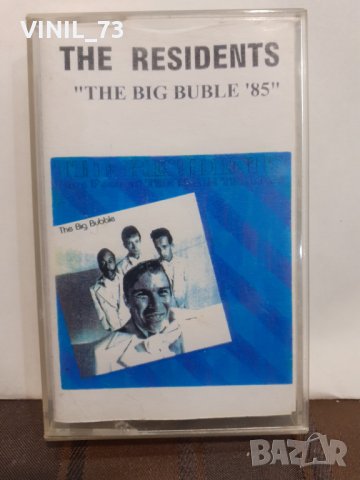 VINIL_73
THE RESIDENTS
"THE BIG BUBLE '85"
The Big Bubble
BAZAR